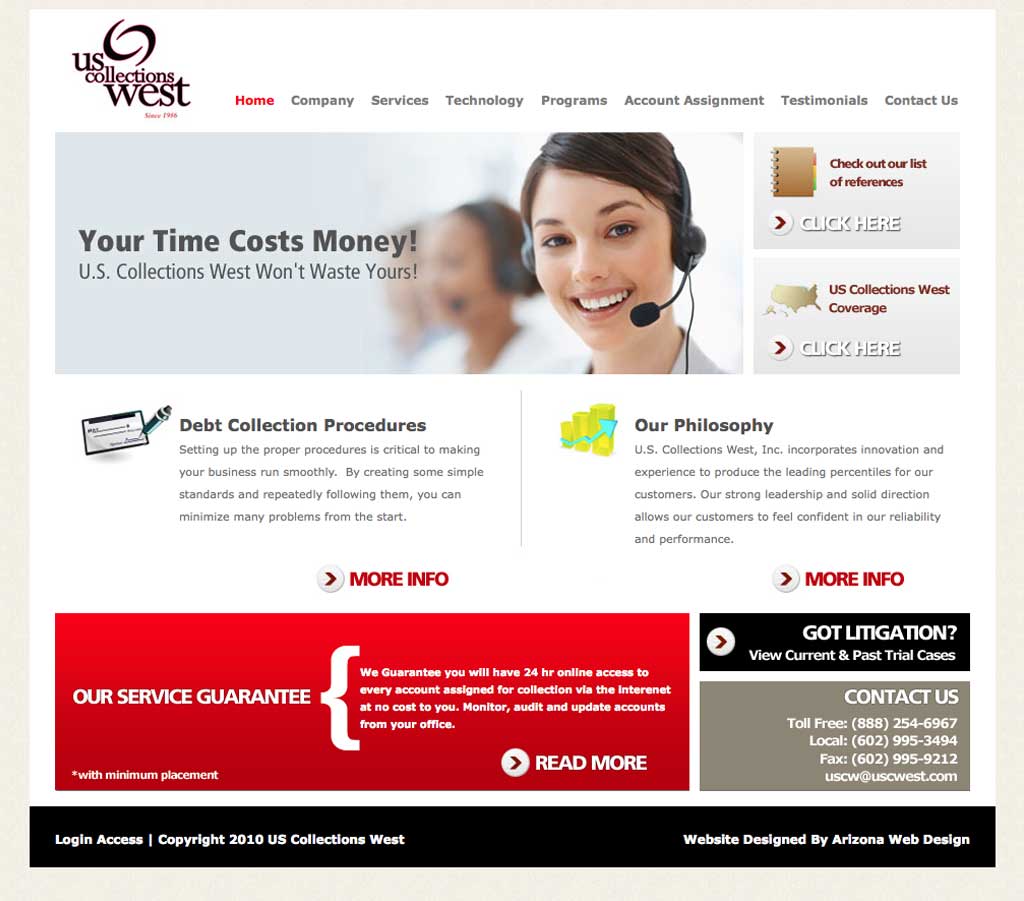 us
collections
west
Since 1986
Home Company Services Technology Programs Account Assignment Testimonials Contact Us
Your Time Costs Money!
U.S. Collections West Won't Waste Yours!
Check out our list
of references
CLICK HERE
US Collections West
Coverage
CLICK HERE
Debt Collection Procedures
Setting up the proper procedures is critical to making
your business run smoothly. By creating some simple
standards and repeatedly following them, you can
minimize many problems from the start.
MORE INFO
Our Philosophy
U.S. Collections West, Inc. incorporates innovation and
experience to produce the leading percentiles for our
customers. Our strong leadership and solid direction
allows our customers to feel confident in our reliability
and performance.
MORE INFO
OUR SERVICE GUARANTEE
We Guarantee you will have 24 hr online access to
every account assigned for collection via the interenet
at no cost to you. Monitor, audit and update accounts
from your office.
READ MORE
*with minimum placement
GOT LITIGATION?
View Current & Past Trial Cases
CONTACT US
Toll Free: (888) 254-6967
Local: (602) 995-3494
Fax: (602) 995-9212
uscw@uscwest.com
Login Access | Copyright 2010 US Collections West
Website Designed By Arizona Web Design